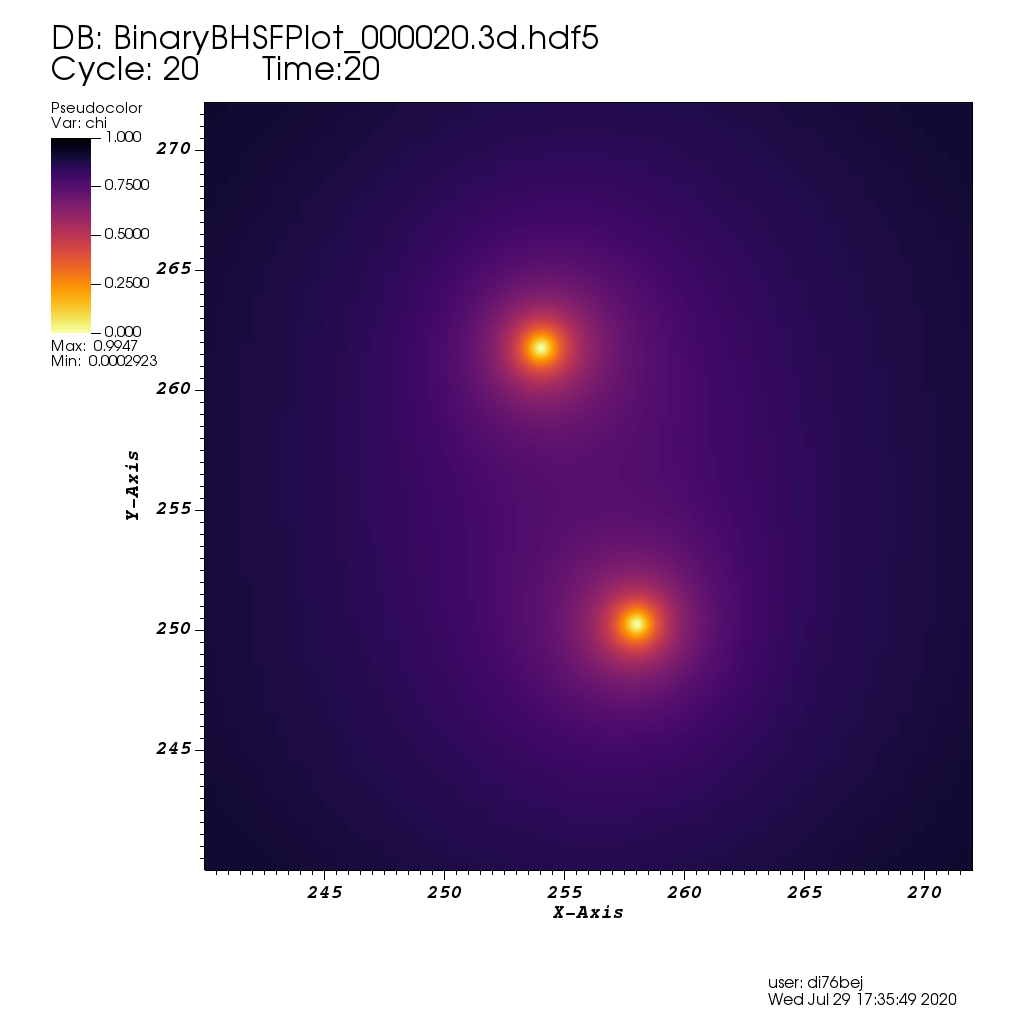 DB: BinaryBHSFPlot_000020.3d.hdf5
Cycle: 20 Time:20
Pseudocolor
Var: chi
1.000
0.7500
0.5000
0.2500
0.000
Max: 0.9947
Min: 0.0002923
270
265
260
255
250
245
Y-Axis
245 250 255 260 265 270
X-Axis
user: di76bej
Wed Jul 29 17:35:49 2020